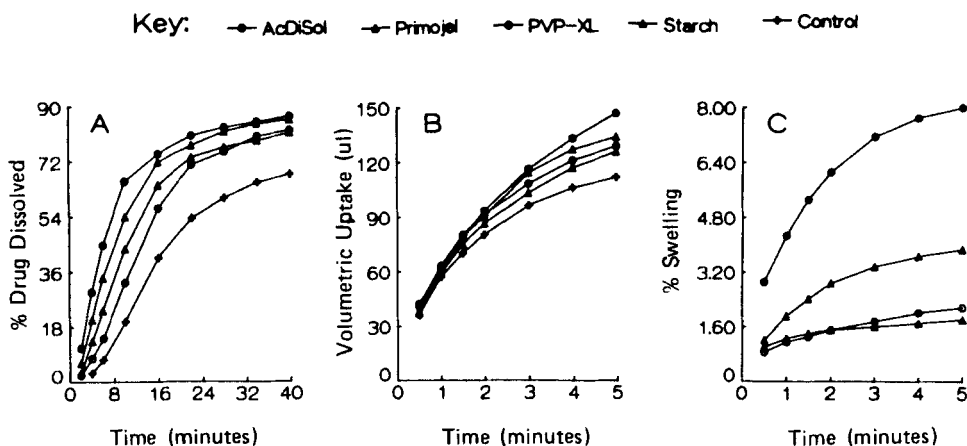 Key: AcDiSol Primojel PVP-XL Starch Control
A
% Drug Dissolved
90
72
54
36
18
0
0 8 16 24 32 40
Time (minutes)
B
Volumetric Uptake (ul)
150
120
90
60
30
0 1 2 3 4 5
Time (minutes)
C
% Swelling
8.00
6.40
4.80
3.20
1.60
0
0 1 2 3 4 5
Time (minutes)